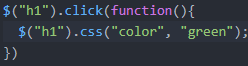 $("h1").click(function(){
  $("h1").css("color", "green");
})